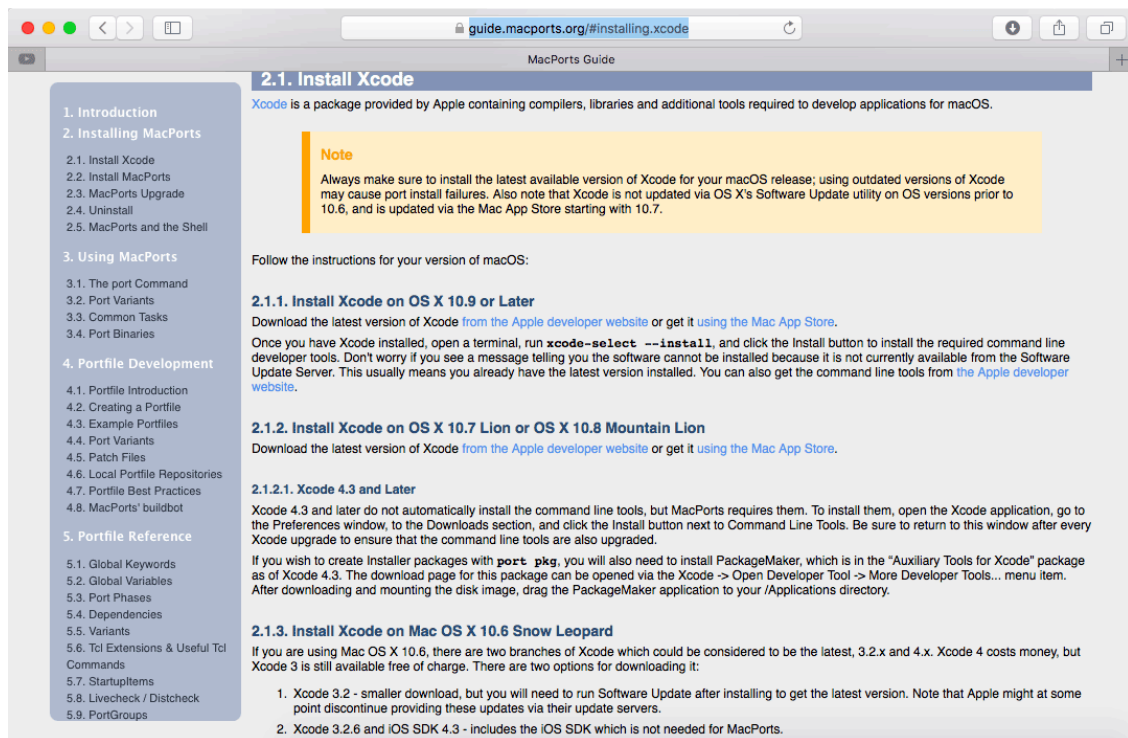 guide.macports.org/#installing.xcode
MacPorts Guide
1. Introduction
2. Installing MacPorts
2.1. Install Xcode
2.2. Install MacPorts
2.3. MacPorts Upgrade
2.4. Uninstall
2.5. MacPorts and the Shell
3. Using MacPorts
3.1. The port Command
3.2. Port Variants
3.3. Common Tasks
3.4. Port Binaries
4. Portfile Development
4.1. Portfile Introduction
4.2. Creating a Portfile
4.3. Example Portfiles
4.4. Port Variants
4.5. Patch Files
4.6. Local Portfile Repositories
4.7. Portfile Best Practices
4.8. MacPorts' buildbot
5. Portfile Reference
5.1. Global Keywords
5.2. Global Variables
5.3. Port Phases
5.4. Dependencies
5.5. Variants
5.6. Tcl Extensions & Useful Tcl
Commands
5.7. StartupItems
5.8. Livecheck / Distcheck
5.9. PortGroups
2.1. Install Xcode
Xcode is a package provided by Apple containing compilers, libraries and additional tools required to develop applications for macOS.
Note
Always make sure to install the latest available version of Xcode for your macOS release; using outdated versions of Xcode
may cause port install failures. Also note that Xcode is not updated via OS X's Software Update utility on OS versions prior to
10.6, and is updated via the Mac App Store starting with 10.7.
Follow the instructions for your version of macOS:
2.1.1. Install Xcode on OS X 10.9 or Later
Download the latest version of Xcode from the Apple developer website or get it using the Mac App Store.
Once you have Xcode installed, open a terminal, run xcode-select --install, and click the Install button to install the required command line
developer tools. Don't worry if you see a message telling you the software cannot be installed because it is not currently available from the Software
Update Server. This usually means you already have the latest version installed. You can also get the command line tools from the Apple developer
website.
2.1.2. Install Xcode on OS X 10.7 Lion or OS X 10.8 Mountain Lion
Download the latest version of Xcode from the Apple developer website or get it using the Mac App Store.
2.1.2.1. Xcode 4.3 and Later
Xcode 4.3 and later do not automatically install the command line tools, but MacPorts requires them. To install them, open the Xcode application, go to
the Preferences window, to the Downloads section, and click the Install button next to Command Line Tools. Be sure to return to this window after every
Xcode upgrade to ensure that the command line tools are also upgraded.
If you wish to create Installer packages with port pkg, you will also need to install PackageMaker, which is in the “Auxiliary Tools for Xcode” package
as of Xcode 4.3. The download page for this package can be opened via the Xcode -> Open Developer Tool -> More Developer Tools... menu item.
After downloading and mounting the disk image, drag the PackageMaker application to your /Applications directory.
2.1.3. Install Xcode on Mac OS X 10.6 Snow Leopard
If you are using Mac OS X 10.6, there are two branches of Xcode which could be considered to be the latest, 3.2.x and 4.x. Xcode 4 costs money, but
Xcode 3 is still available free of charge. There are two options for downloading it:
1. Xcode 3.2 - smaller download, but you will need to run Software Update after installing to get the latest version. Note that Apple might at some
point discontinue providing these updates via their update servers.
2. Xcode 3.2.6 and iOS SDK 4.3 - includes the iOS SDK which is not needed for MacPorts.